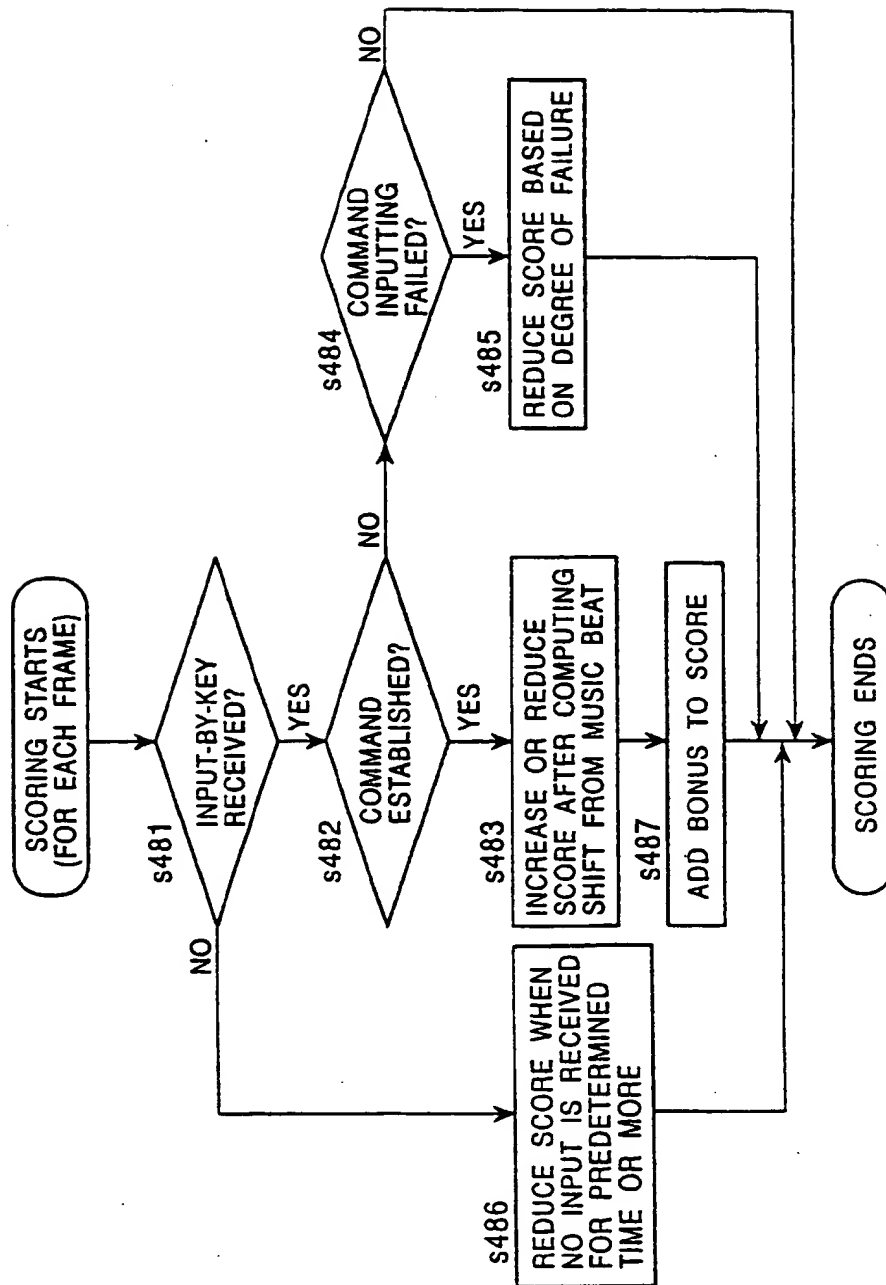 SCORING STARTS
(FOR EACH FRAME)
s481
INPUT-BY-KEY
RECEIVED?
NO
YES
s482
COMMAND
ESTABLISHED?
NO
YES
s484
COMMAND
INPUTTING
FAILED?
NO
YES
s486
REDUCE SCORE WHEN
NO INPUT IS RECEIVED
FOR PREDETERMINED
TIME OR MORE
s483
INCREASE OR REDUCE
SCORE AFTER COMPUTING
SHIFT FROM MUSIC BEAT
s485
REDUCE SCORE BASED
ON DEGREE OF FAILURE
s487
ADD BONUS TO SCORE
SCORING ENDS